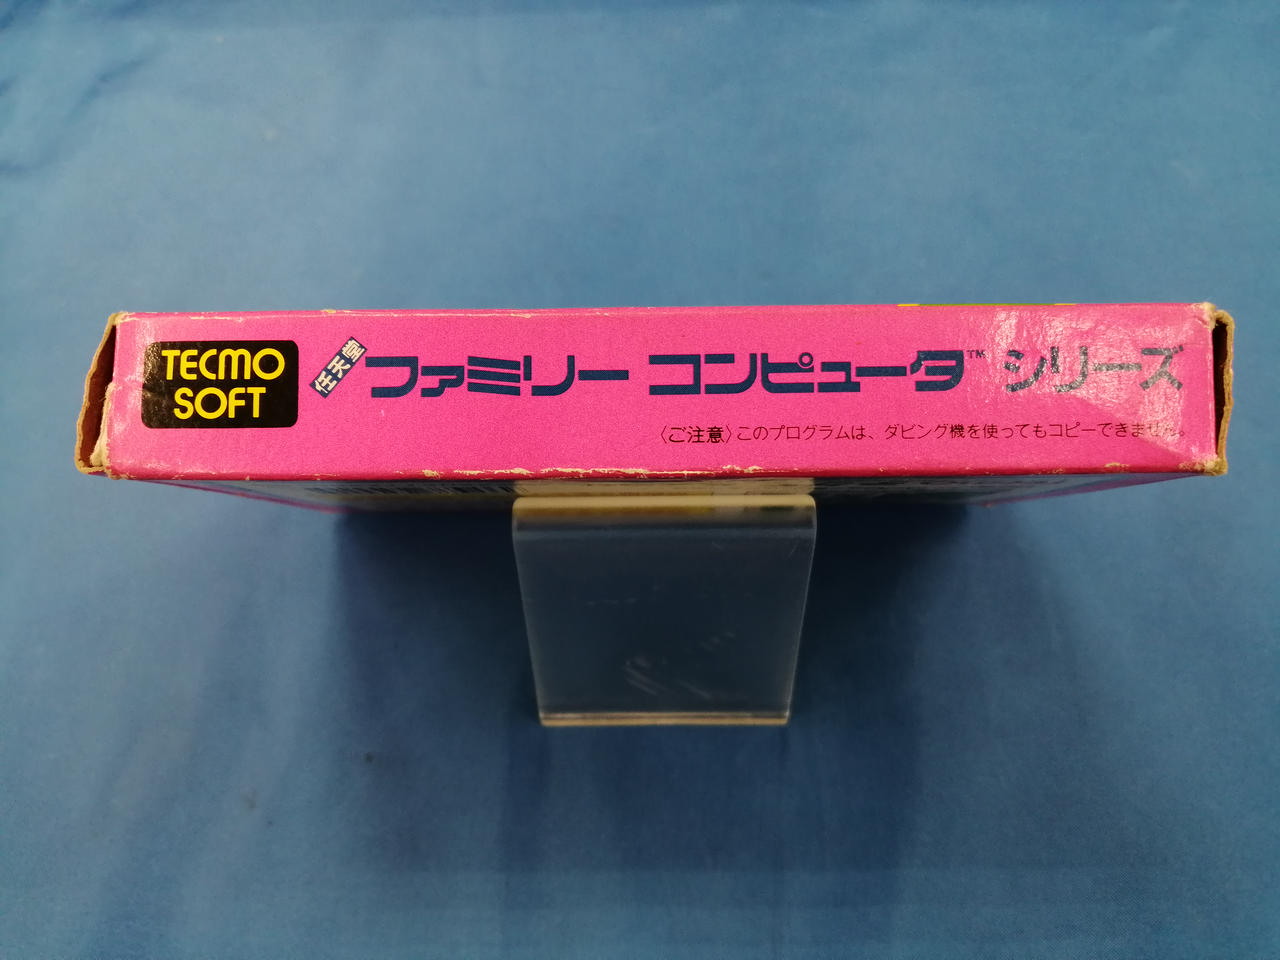 TECMO
SOFT
任天堂
ファミリー コンピュータ™ シリーズ
〈ご注意〉このプログラムは、ダビング機を使ってもコピーできません。